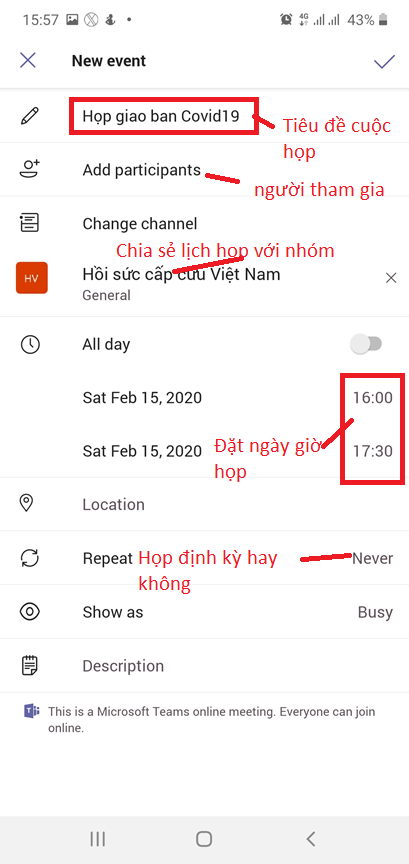 15:57 4G 43%
New event
Họp giao ban Covid19
Tiêu đề cuộc
họp
Add participants
người tham gia
Change channel
Chia sẻ lịch họp với nhóm
HV Hồi sức cấp cứu Việt Nam
General
All day
Sat Feb 15, 2020 16:00
Sat Feb 15, 2020 17:30
Đặt ngày giờ
họp
Location
Repeat Họp định kỳ hay Never
không
Show as Busy
Description
This is a Microsoft Teams online meeting. Everyone can join
online.